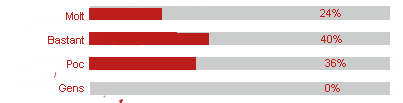 Molt 24%
Bastant 40%
Poc 36%
Gens 0%